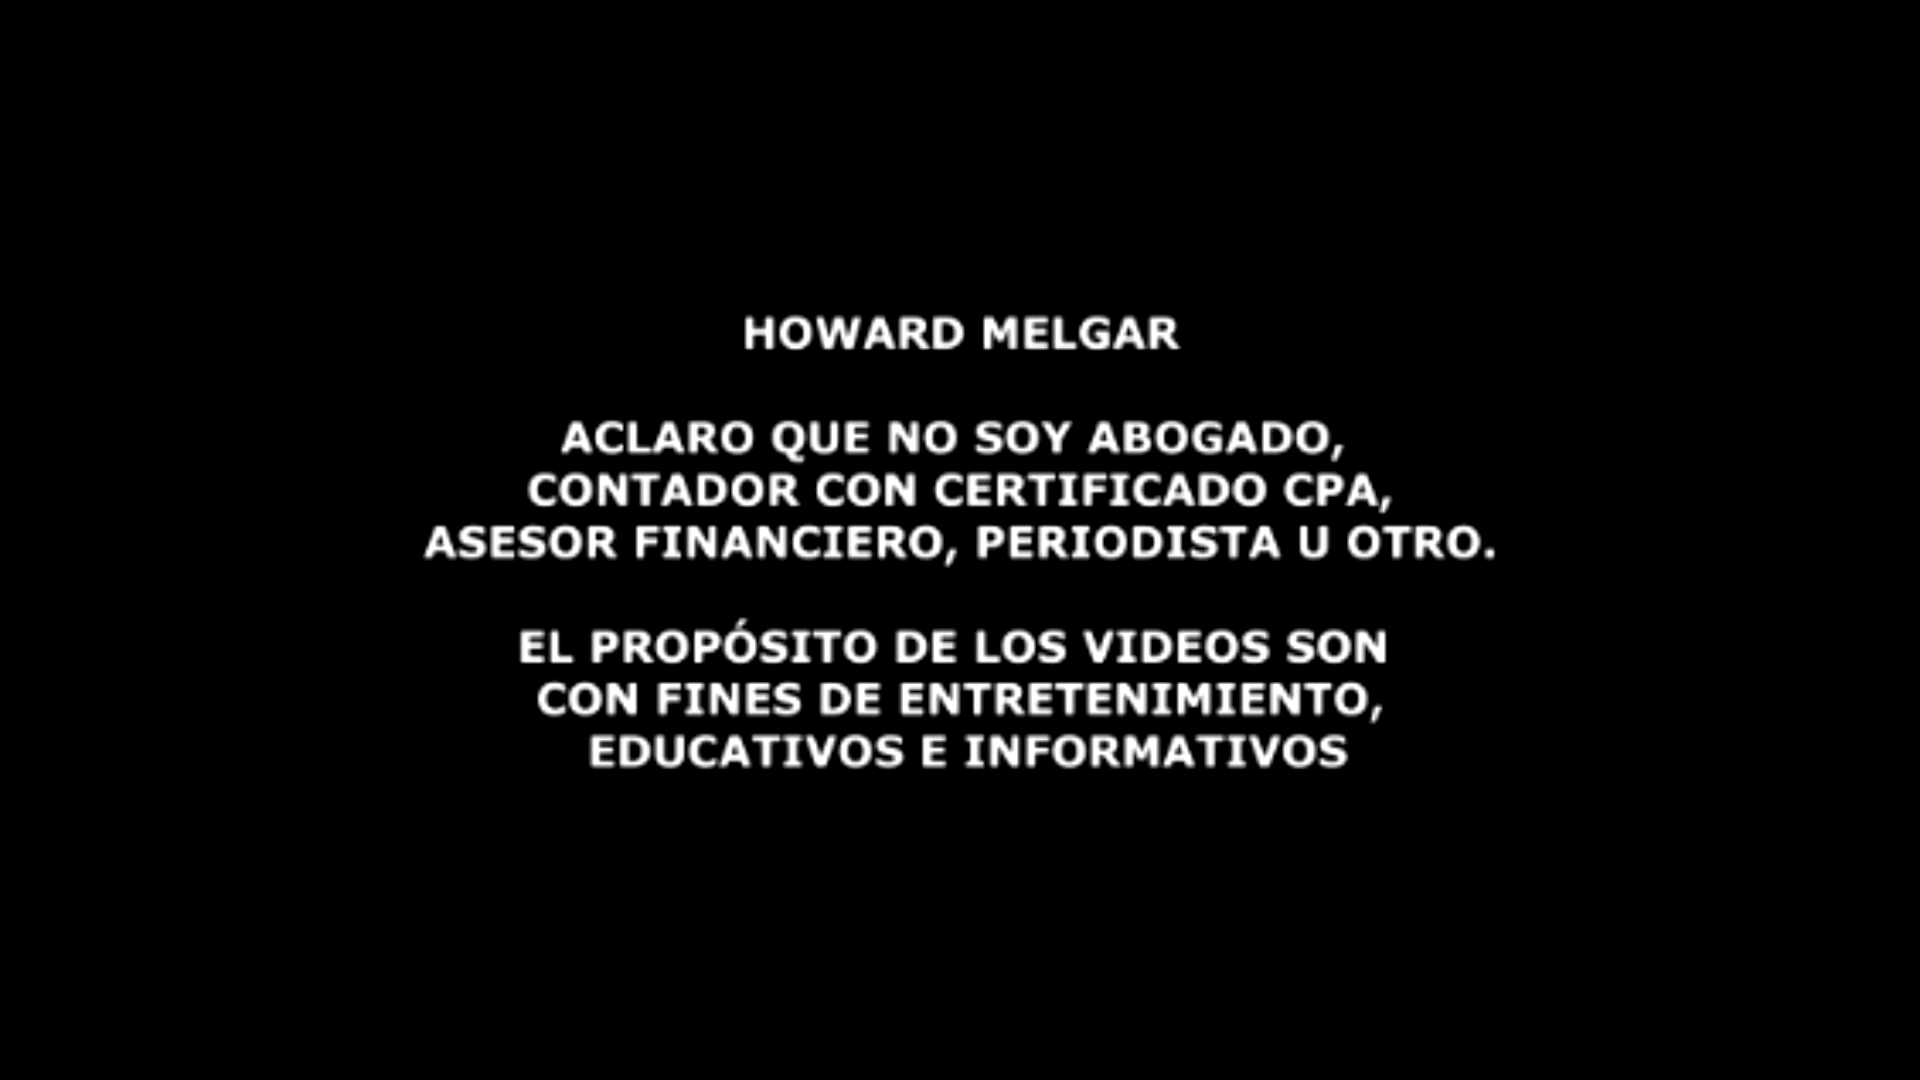 HOWARD MELGAR
ACLARO QUE NO SOY ABOGADO,
CONTADOR CON CERTIFICADO CPA,
ASESOR FINANCIERO, PERIODISTA U OTRO.
EL PROPÓSITO DE LOS VIDEOS SON
CON FINES DE ENTRETENIMIENTO,
EDUCATIVOS E INFORMATIVOS